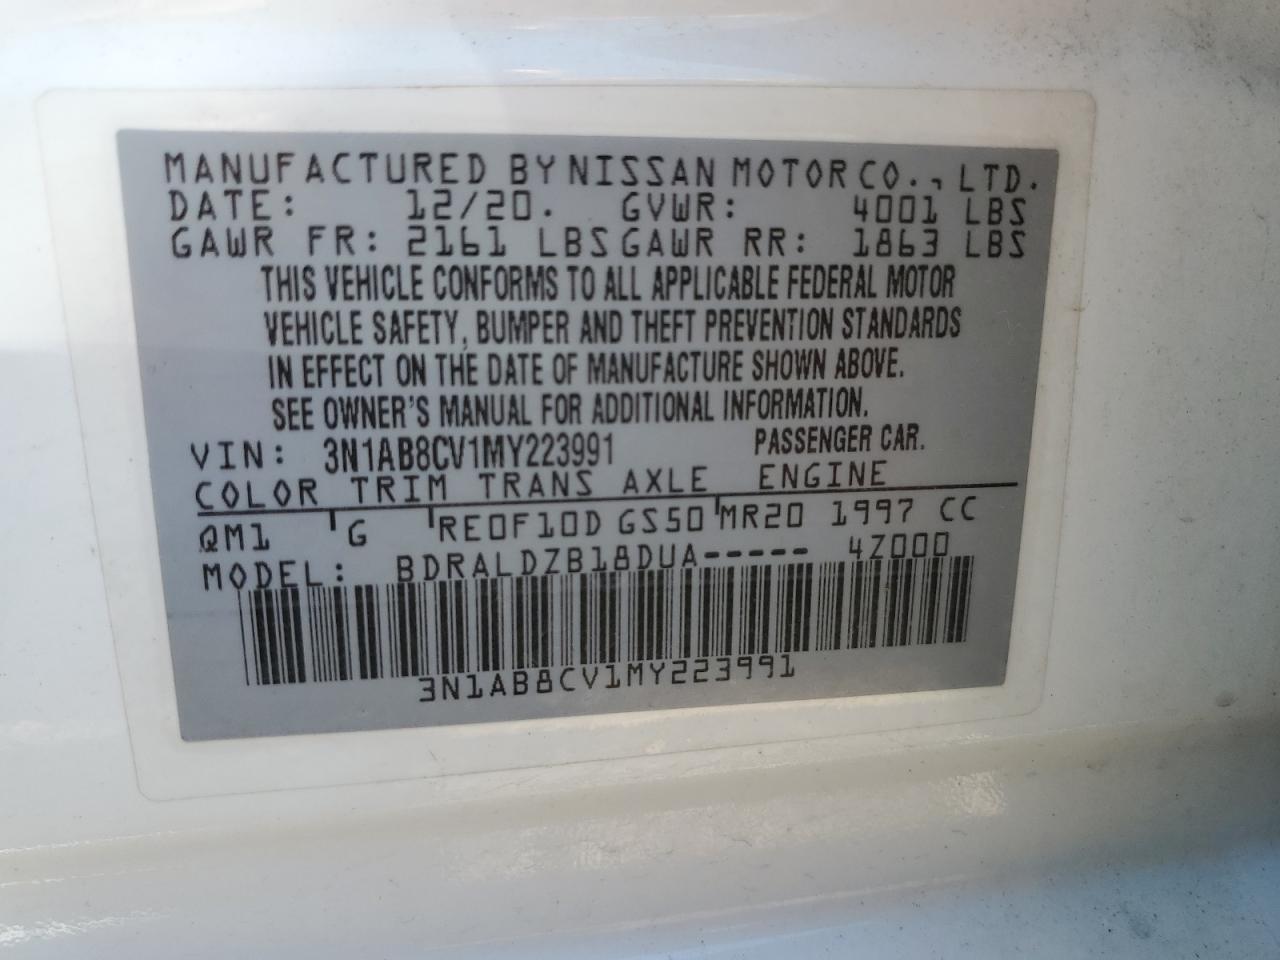 MANUFACTURED BY NISSAN MOTOR CO., LTD.
DATE: 12/20. GVWR: 4001 LBS
GAWR FR: 2161 LBS GAWR RR: 1863 LBS
THIS VEHICLE CONFORMS TO ALL APPLICABLE FEDERAL MOTOR
VEHICLE SAFETY, BUMPER AND THEFT PREVENTION STANDARDS
IN EFFECT ON THE DATE OF MANUFACTURE SHOWN ABOVE.
SEE OWNER'S MANUAL FOR ADDITIONAL INFORMATION.
VIN: 3N1AB8CV1MY223991 PASSENGER CAR.
COLOR TRIM TRANS AXLE ENGINE
QM1 G RE0F10D GS50 MR20 1997 CC
MODEL: BDRALDZB18DUA----- 4Z000
3N1AB8CV1MY223991